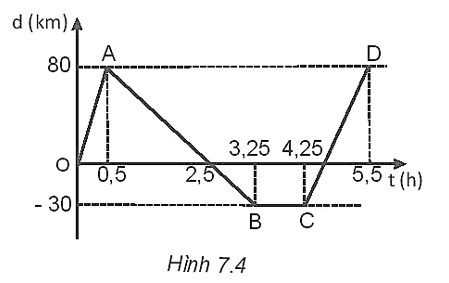 d (km)
A
D
80
3,25 4,25
O
0,5
2,5
5,5
t (h)
- 30
B
C
Hình 7.4